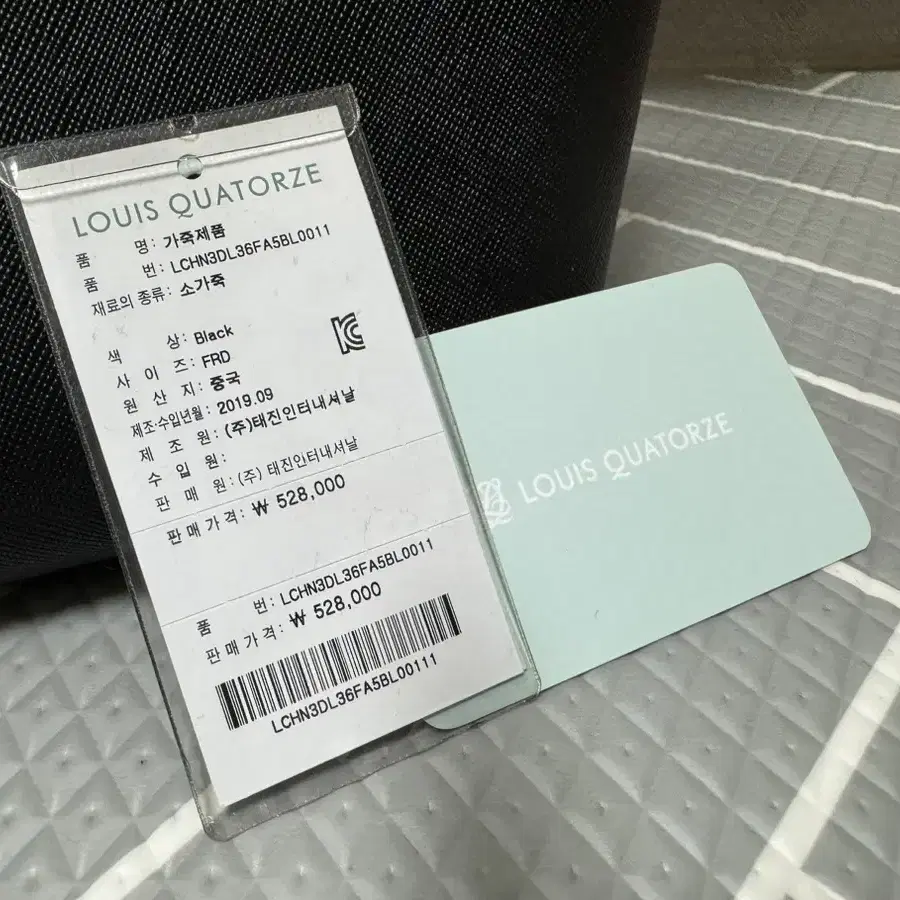 LOUIS QUATORZE
품 명: 가죽제품
품 번: LCHN3DL36FA5BL0011
재료의 종류: 소가죽
색 상: Black
사 이 즈: FRD
원 산 지: 중국
제조·수입년월: 2019.09
제 조 원: (주)태진인터내셔날
수 입 원:
판 매 원: (주) 태진인터내셔날
판 매 가 격: ₩ 528,000
품 번: LCHN3DL36FA5BL0011
판 매 가 격: ₩ 528,000
LCHN3DL36FA5BL00111
LOUIS QUATORZE